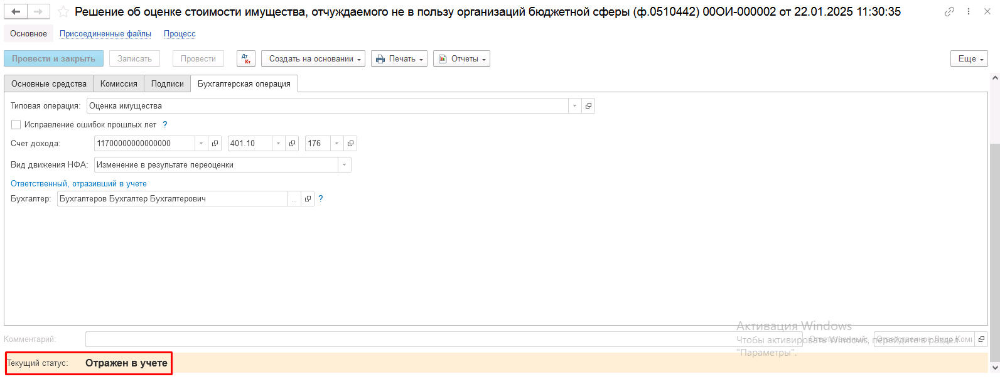 Решение об оценке стоимости имущества, отчуждаемого не в пользу организаций бюджетной сферы (ф.0510442) 00ОИ-000002 от 22.01.2025 11:30:35
Основное Присоединенные файлы Процесс
Провести и закрыть Записать Провести Дт Кт Создать на основании Печать Отчеты Еще
Основные средства Комиссия Подписи Бухгалтерская операция
Типовая операция: Оценка имущества
Исправление ошибок прошлых лет ?
Счет дохода: 11700000000000000 401.10 176
Вид движения НФА: Изменение в результате переоценки
Ответственный, отразивший в учете
Бухгалтер: Бухгалтеров Бухгалтер Бухгалтерович ... ?
Активация Windows
Комментарий: Ответственный: Ответственное Лицо Коми
Чтобы активировать Windows, перейдите в раздел
"Параметры".
Текущий статус: Отражен в учете